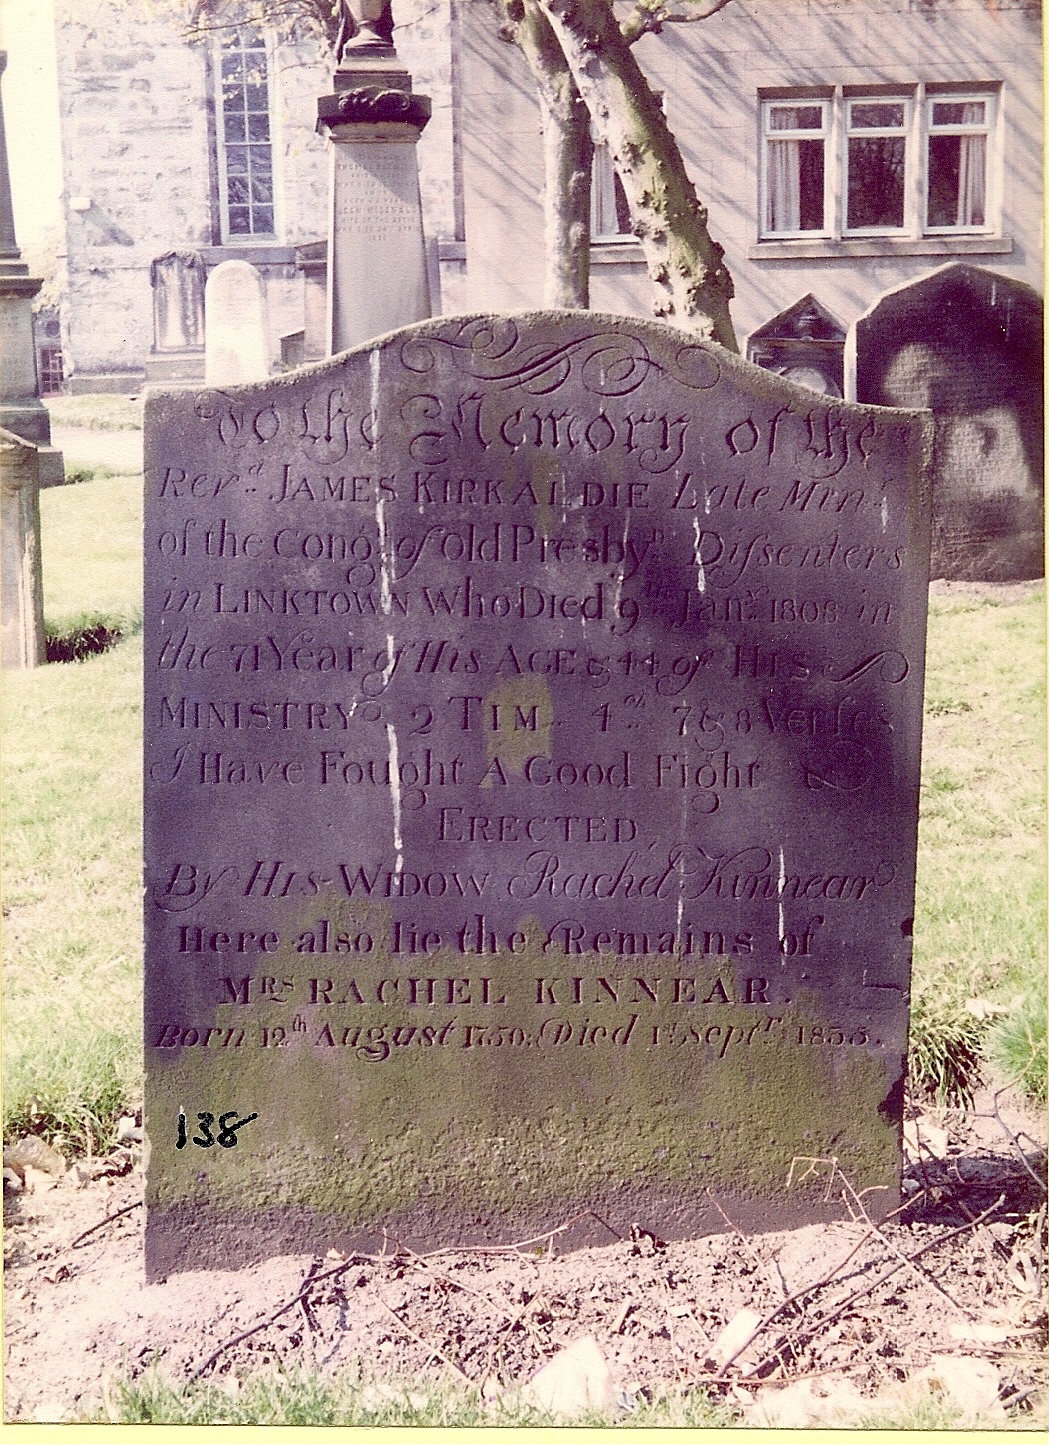 To the Memory of the
Revd. JAMES KIRKALDIE Late Minr.
of the Cong. of Old Presbyn Diſsenters
in LINKTOWN Who Died 9th Jany. 1808 in
the 71 Year of His AGE & 44 of HIS
MINISTRY 2 TIM 4th 7 & 8 Verſes
I Have Fought A Good Fight &c
ERECTED
By HIS WIDOW Rachel Kinnear
Here also lie the Remains of
MRS RACHEL KINNEAR.
Born 12th August 1750. Died 1st Septr 1835.
138